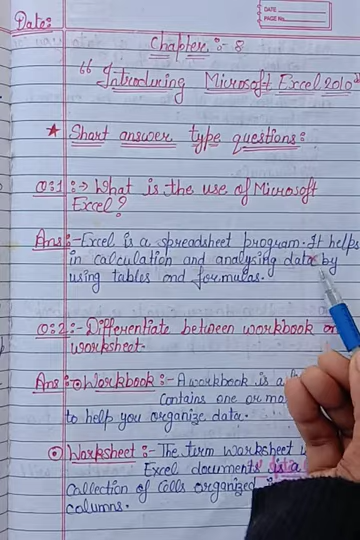 Date:
DATE
PAGE No.
Chapter :- 8
" Introducing Microsoft Excel 2010"
★ Short answer type questions:
Q:1 :→ What is the use of Microsoft
Excel?
Ans:- Excel is a spreadsheet program. It helps
in calculation and analysing data by
using tables and formulas.
Q:2:- Differentiate between workbook or
worksheet.
Ans:⊙ Workbook:- A workbook is a
contains one or
to help you organize data.
⊙ Worksheet:- The term worksheet
Excel documents is a
collection of cells organized
columns.